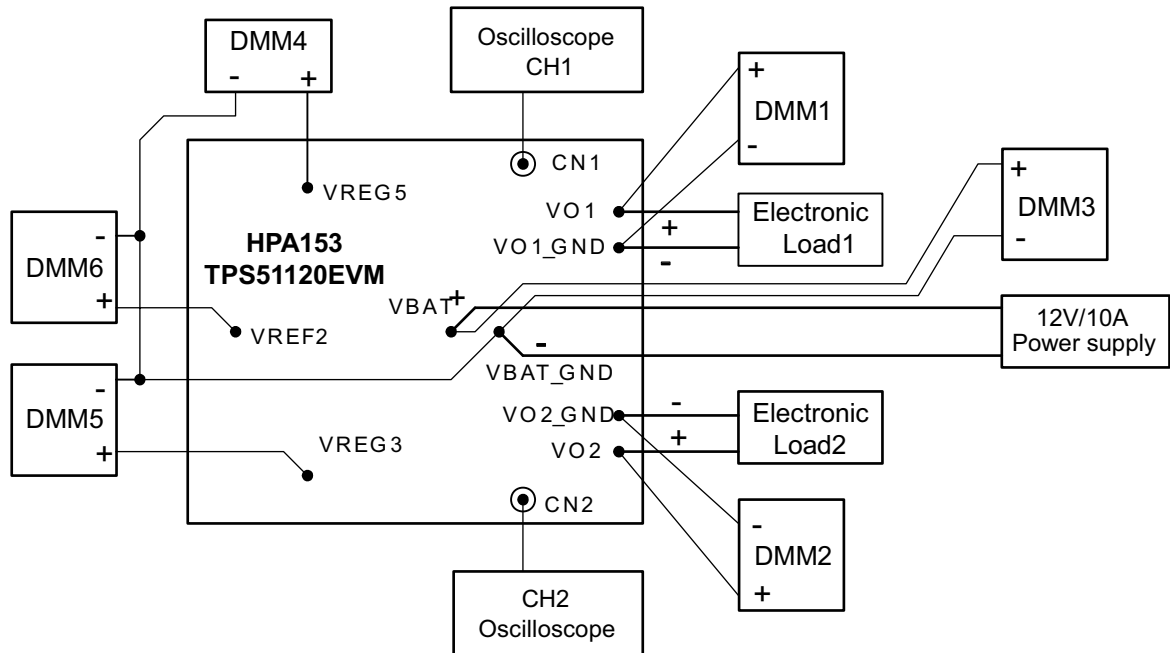 DMM4
- +
Oscilloscope
CH1
+
DMM1
-
CN1
VREG5
+
DMM3
-
VO1
+
Electronic
Load1
VO1_GND
-
HPA153
TPS51120EVM
-
DMM6
+
VBAT
+
VREF2
-
VBAT_GND
12V/10A
Power supply
-
DMM5
+
VO2_GND
-
Electronic
Load2
VO2
+
VREG3
CN2
-
DMM2
+
CH2
Oscilloscope